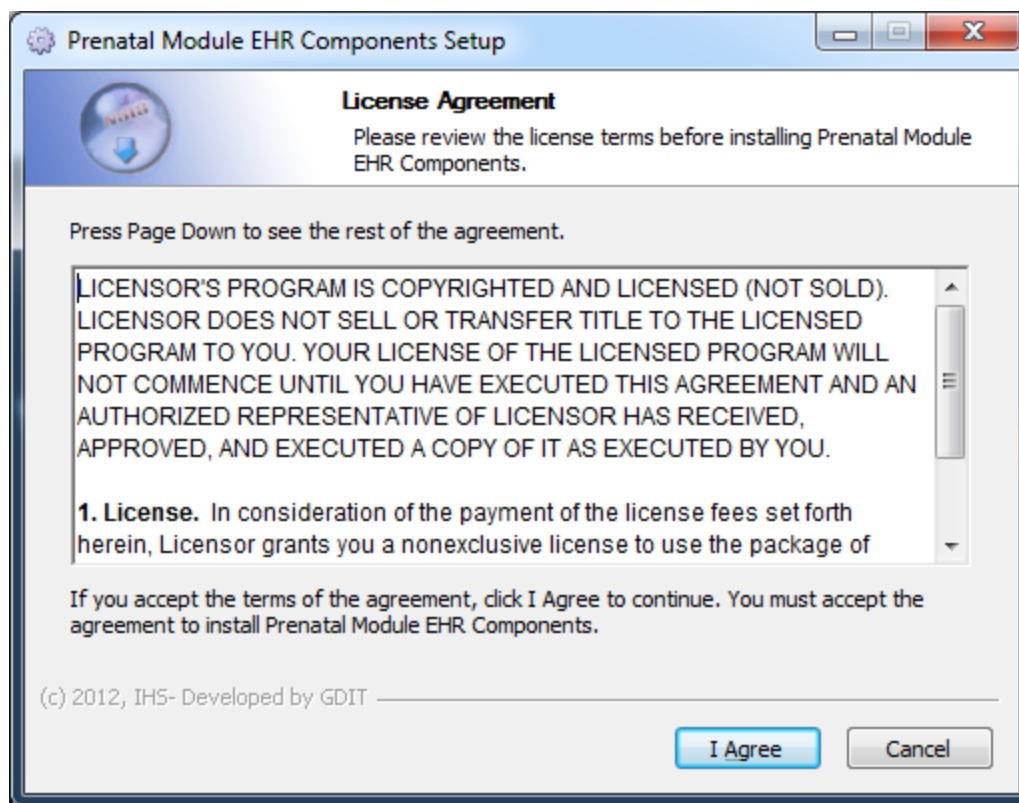 Prenatal Module EHR Components Setup
License Agreement
Please review the license terms before installing Prenatal Module
EHR Components.
Press Page Down to see the rest of the agreement.
LICENSOR'S PROGRAM IS COPYRIGHTED AND LICENSED (NOT SOLD).
LICENSOR DOES NOT SELL OR TRANSFER TITLE TO THE LICENSED
PROGRAM TO YOU. YOUR LICENSE OF THE LICENSED PROGRAM WILL
NOT COMMENCE UNTIL YOU HAVE EXECUTED THIS AGREEMENT AND AN
AUTHORIZED REPRESENTATIVE OF LICENSOR HAS RECEIVED,
APPROVED, AND EXECUTED A COPY OF IT AS EXECUTED BY YOU.
1. License. In consideration of the payment of the license fees set forth
herein, Licensor grants you a nonexclusive license to use the package of
If you accept the terms of the agreement, click I Agree to continue. You must accept the
agreement to install Prenatal Module EHR Components.
(c) 2012, IHS- Developed by GDIT
I Agree
Cancel